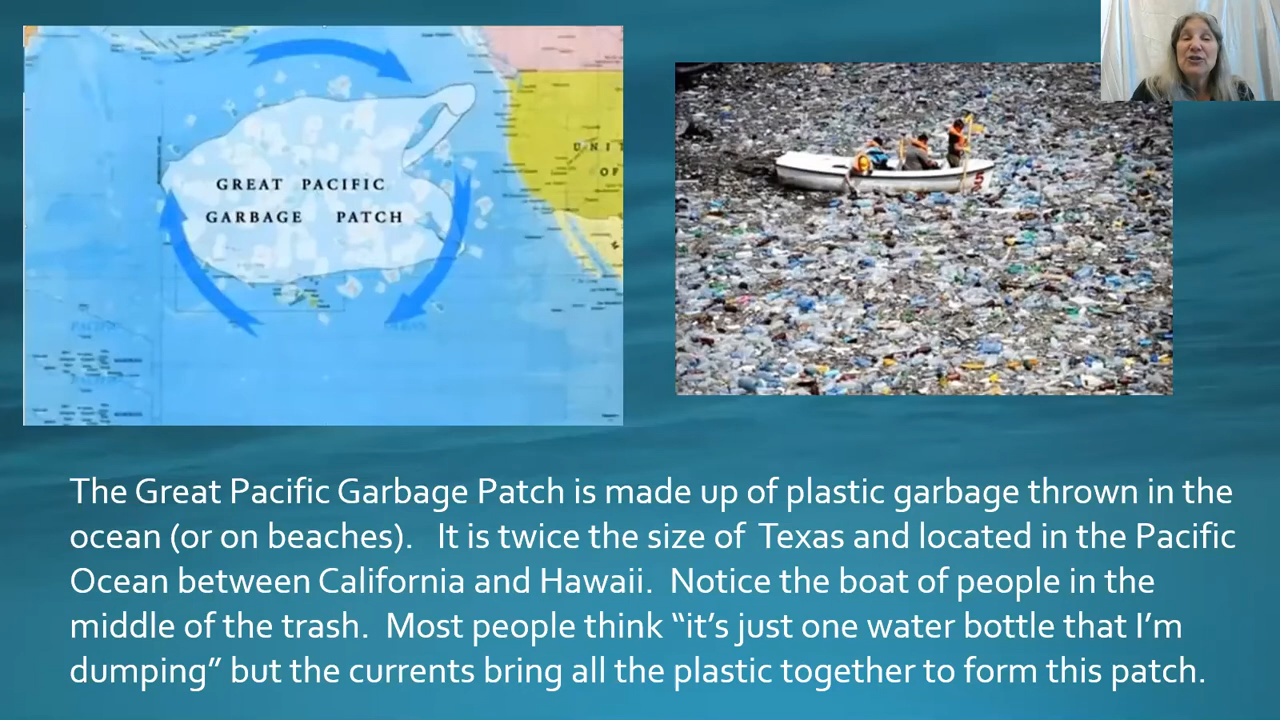 GREAT PACIFIC
GARBAGE PATCH
UNI
OF
5
The Great Pacific Garbage Patch is made up of plastic garbage thrown in the
ocean (or on beaches). It is twice the size of Texas and located in the Pacific
Ocean between California and Hawaii. Notice the boat of people in the
middle of the trash. Most people think “it’s just one water bottle that I’m
dumping” but the currents bring all the plastic together to form this patch.